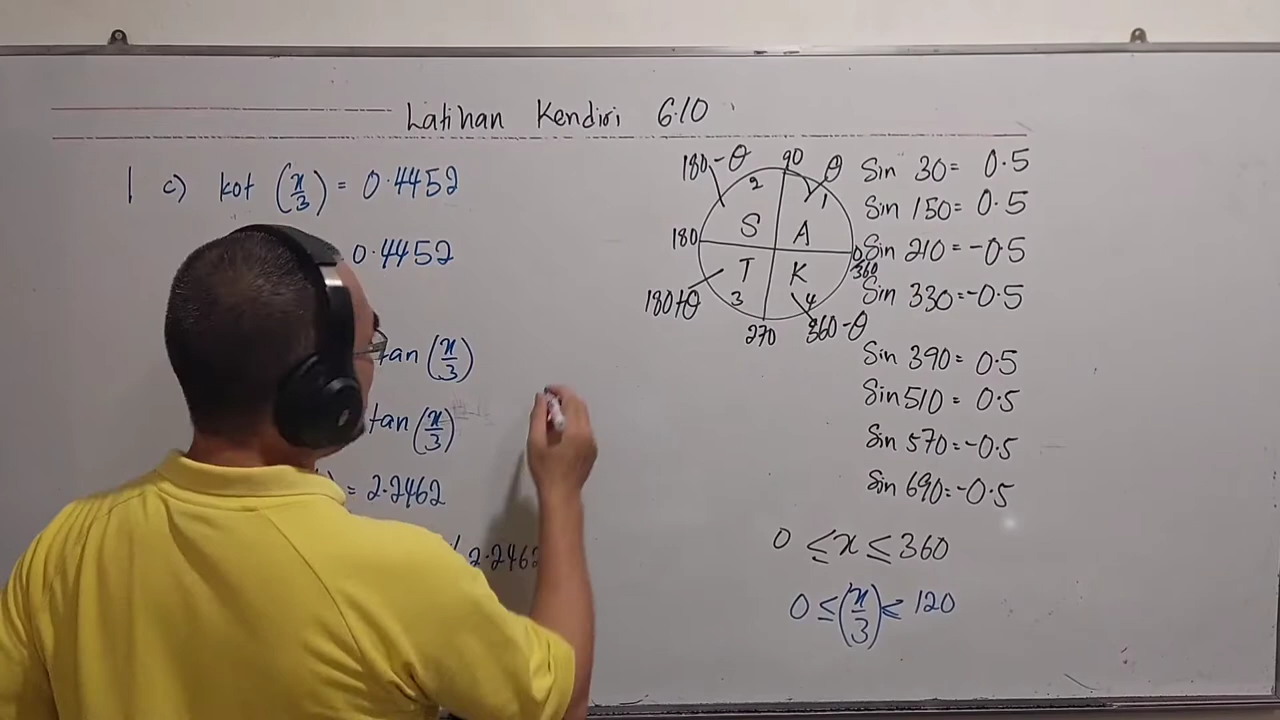 Latihan Kendiri 6.10
1 c) kot (x/3) = 0.4452
0.4452
tan (x/3)
tan (x/3)
= 2.2462
2.2462
180-θ
90
θ
2
1
S
A
180
0
360
T
K
3
4
180+θ
270
360-θ
Sin 30= 0.5
Sin 150= 0.5
Sin 210 = -0.5
Sin 330=-0.5
Sin 390= 0.5
Sin 510 = 0.5
Sin 570=-0.5
Sin 690=-0.5
0 ≤ x ≤ 360
0 ≤ (x/3) ≤ 120